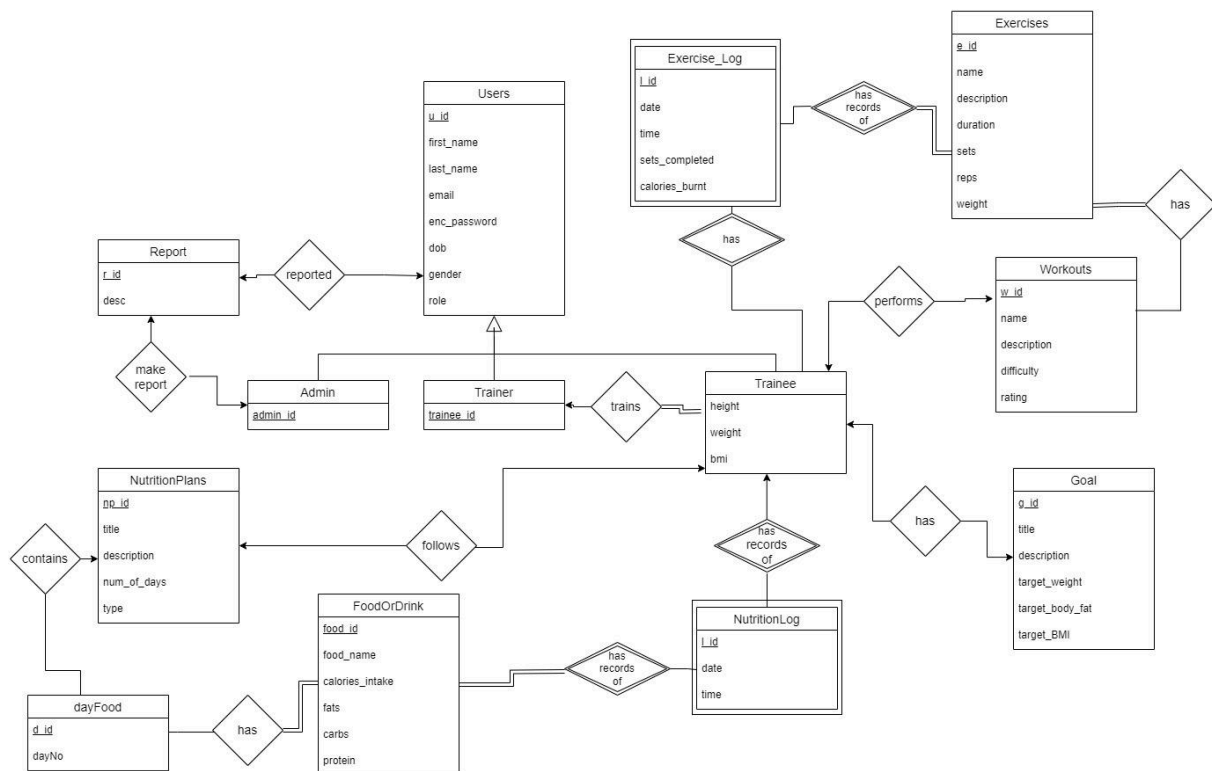 Exercises
e_id
name
description
duration
sets
reps
weight
Exercise_Log
l_id
date
time
sets_completed
calories_burnt
has
records
of
has
Users
u_id
first_name
last_name
email
enc_password
dob
gender
role
has
Report
r_id
desc
reported
Workouts
w_id
name
description
difficulty
rating
performs
make
report
Admin
admin_id
Trainer
trainee_id
trains
Trainee
height
weight
bmi
NutritionPlans
np_id
title
description
num_of_days
type
contains
follows
has
records
of
has
Goal
g_id
title
description
target_weight
target_body_fat
target_BMI
FoodOrDrink
food_id
food_name
calories_intake
fats
carbs
protein
has
records
of
NutritionLog
l_id
date
time
dayFood
d_id
dayNo
has